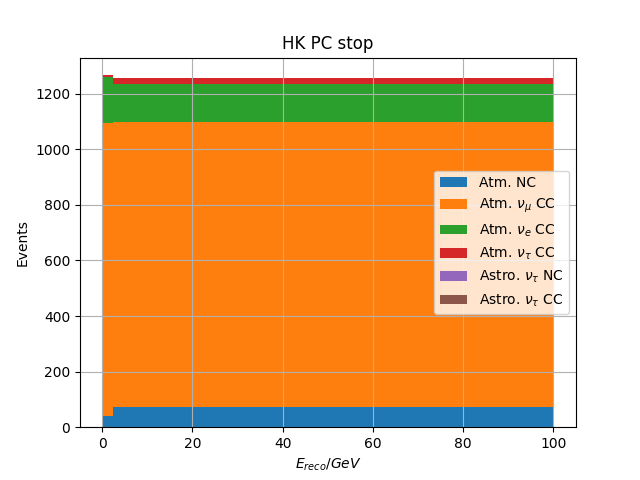 HK PC stop
Events
1200
1000
800
600
400
200
0
Atm. NC
Atm. ν_μ CC
Atm. ν_e CC
Atm. ν_τ CC
Astro. ν_τ NC
Astro. ν_τ CC
0 20 40 60 80 100
E_reco/GeV